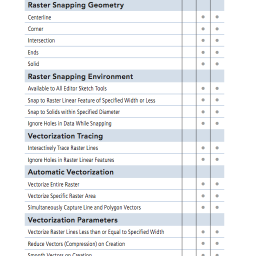 Raster Snapping Geometry
Centerline
Corner
Intersection
Ends
Solid
Raster Snapping Environment
Available to All Editor Sketch Tools
Snap to Raster Linear Feature of Specified Width or Less
Snap to Solids within Specified Diameter
Ignore Holes in Data While Snapping
Vectorization Tracing
Interactively Trace Raster Lines
Ignore Holes in Raster Linear Features
Automatic Vectorization
Vectorize Entire Raster
Vectorize Specific Raster Area
Simultaneously Capture Line and Polygon Vectors
Vectorization Parameters
Vectorize Raster Lines Less than or Equal to Specified Width
Reduce Vectors (Compression) on Creation
Smooth Vectors on Creation